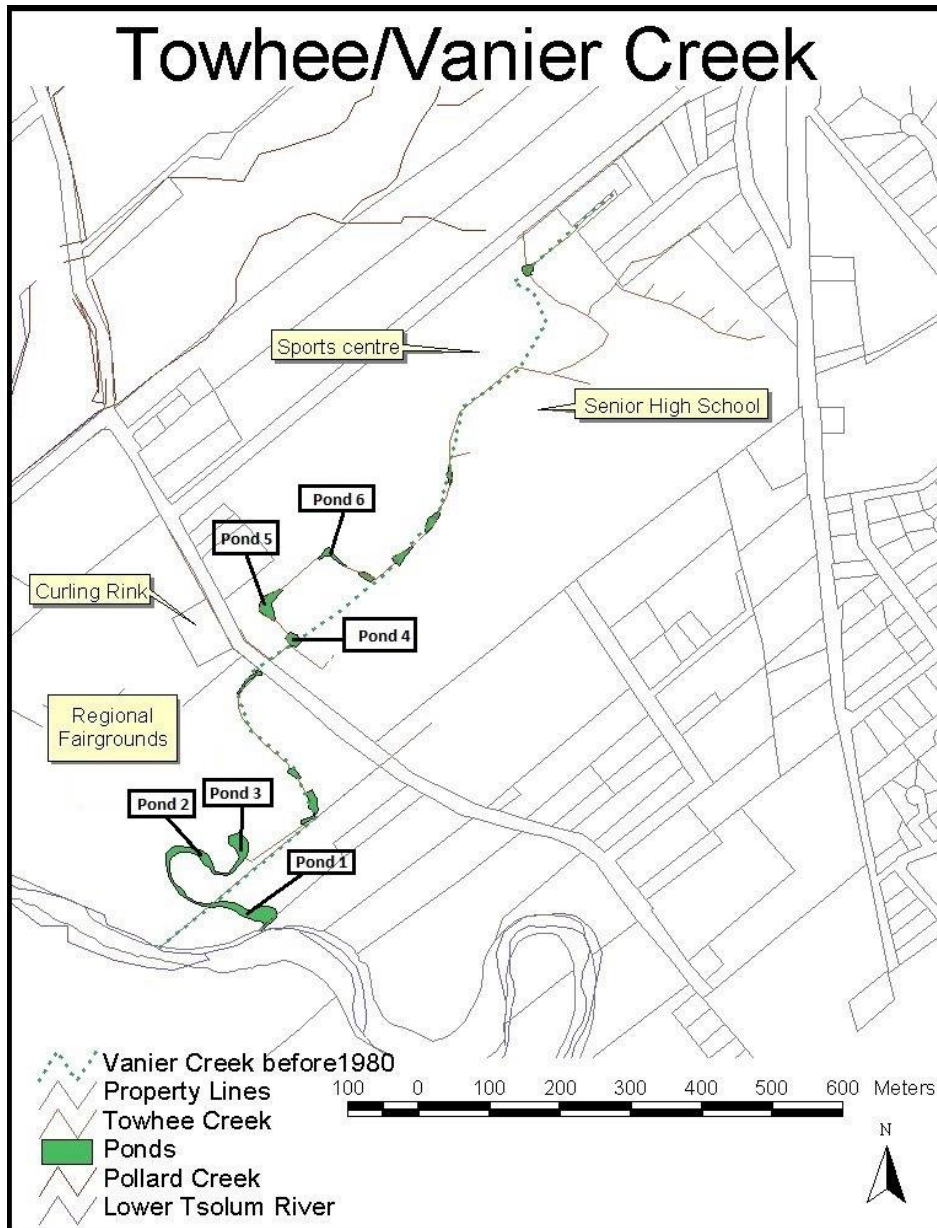 Towhee/Vanier Creek
Sports centre
Senior High School
Pond 6
Pond 5
Curling Rink
Pond 4
Regional
Fairgrounds
Pond 3
Pond 2
Pond 1
Vanier Creek before1980
Property Lines
Towhee Creek
Ponds
Pollard Creek
Lower Tsolum River
100 0 100 200 300 400 500 600 Meters
N